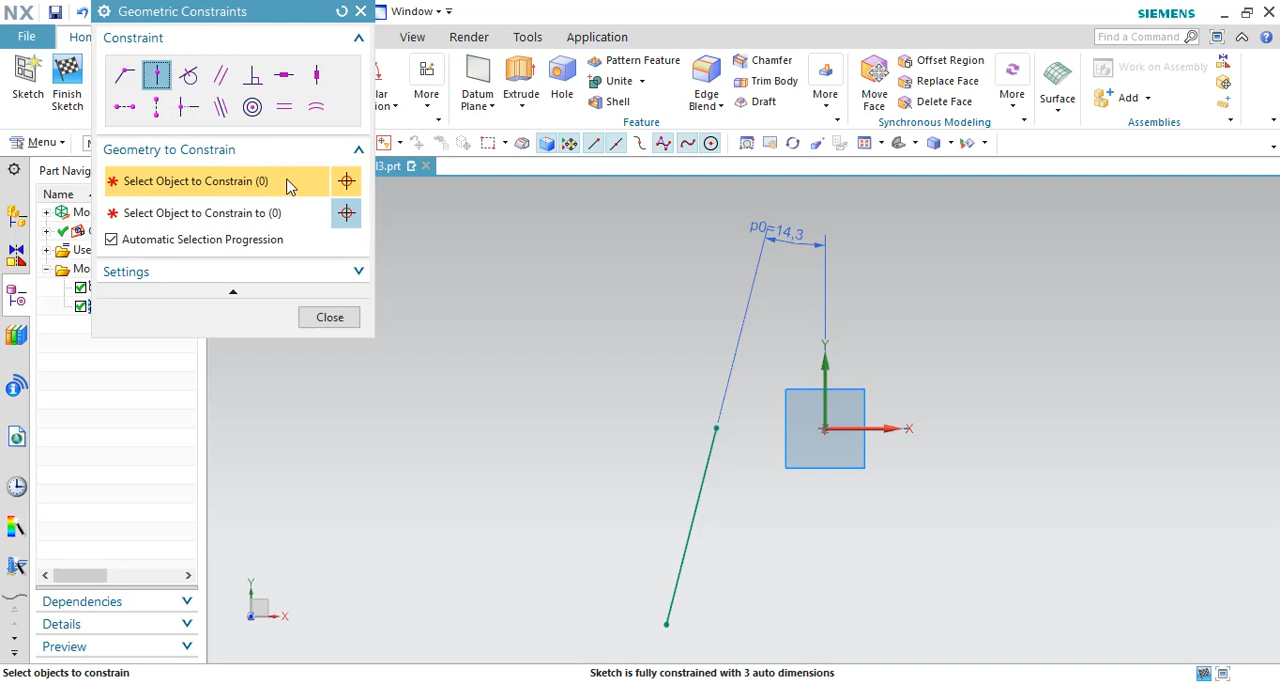 NX
Geometric Constraints
Window
SIEMENS
File
View
Render
Tools
Application
Find a Command
Constraint
Sketch
Finish
Sketch
More
Datum
Plane
Extrude
Hole
Pattern Feature
Unite
Shell
Edge
Blend
Chamfer
Trim Body
Draft
More
Feature
Move
Face
Offset Region
Replace Face
Delete Face
More
Synchronous Modeling
Surface
Work on Assembly
Add
Assemblies
Menu
Geometry to Constrain
Select Object to Constrain (0)
Select Object to Constrain to (0)
Automatic Selection Progression
Settings
Close
Name
l3.prt
p0=14,3
Y
X
Y
X
Dependencies
Details
Preview
Select objects to constrain
Sketch is fully constrained with 3 auto dimensions